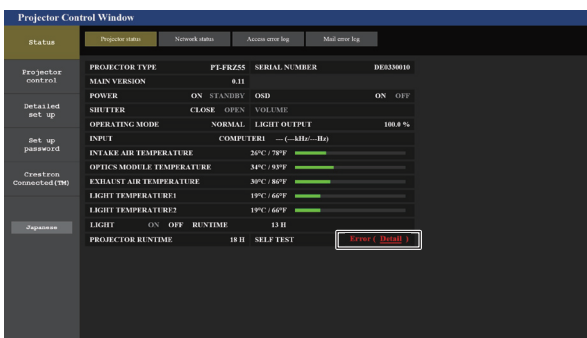 Projector Control Window
Status
Projector control
Detailed set up
Set up password
Crestron Connected(TM)
Japanese
Projector status Network status Access error log Mail error log
PROJECTOR TYPE PT-FRZ55 SERIAL NUMBER DE0330010
MAIN VERSION 0.11
POWER ON STANDBY OSD ON OFF
SHUTTER CLOSE OPEN VOLUME
OPERATING MODE NORMAL LIGHT OUTPUT 100.0 %
INPUT COMPUTER1 ---(---kHz/---Hz)
INTAKE AIR TEMPERATURE 26°C / 78°F
OPTICS MODULE TEMPERATURE 34°C / 93°F
EXHAUST AIR TEMPERATURE 30°C / 86°F
LIGHT TEMPERATURE1 19°C / 66°F
LIGHT TEMPERATURE2 19°C / 66°F
LIGHT ON OFF RUNTIME 13 H
PROJECTOR RUNTIME 18 H SELF TEST Error ( Detail )